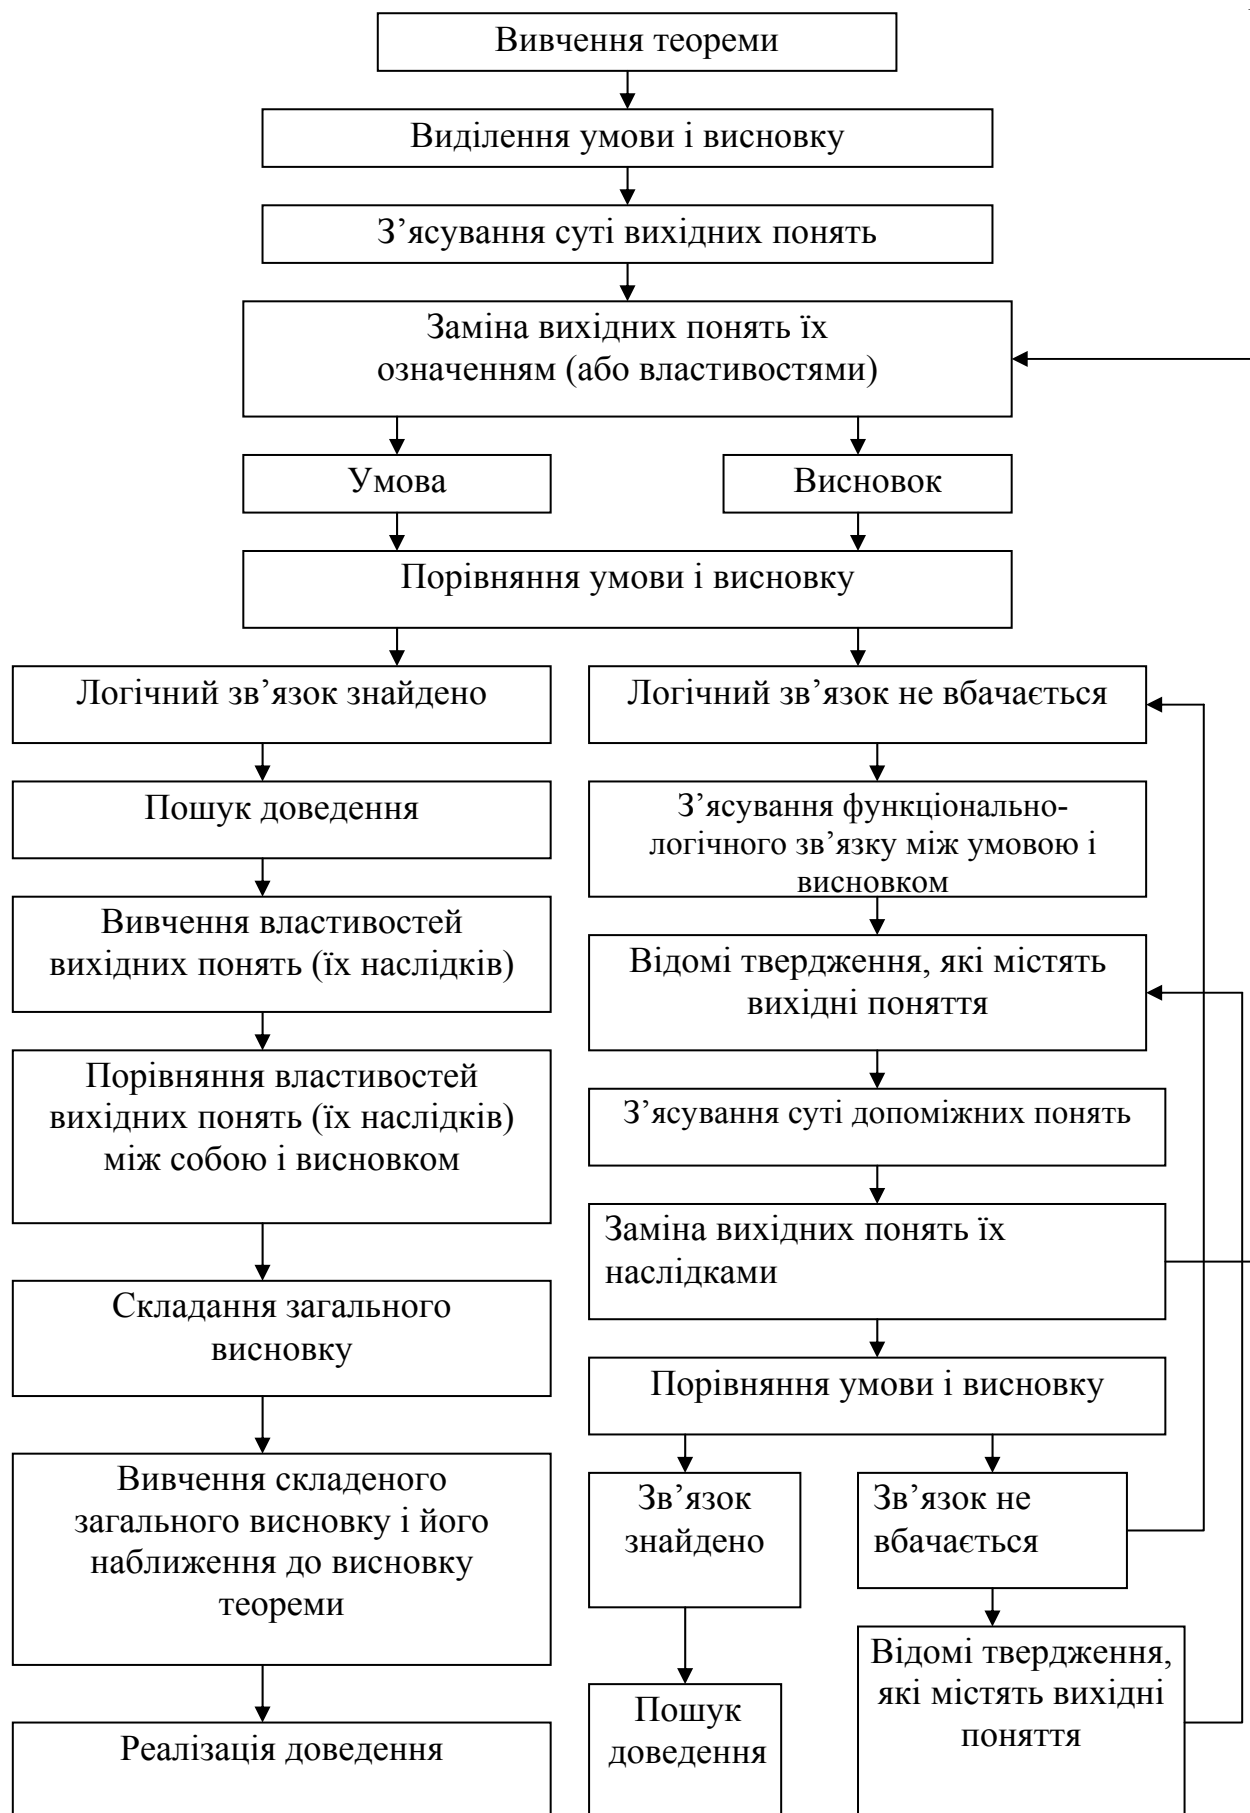 Вивчення теореми
Виділення умови і висновку
З’ясування суті вихідних понять
Заміна вихідних понять їх
означенням (або властивостями)
Умова
Висновок
Порівняння умови і висновку
Логічний зв’язок знайдено
Пошук доведення
Вивчення властивостей
вихідних понять (їх наслідків)
Порівняння властивостей
вихідних понять (їх наслідків)
між собою і висновком
Складання загального
висновку
Вивчення складеного
загального висновку і його
наближення до висновку
теореми
Реалізація доведення
Логічний зв’язок не вбачається
З’ясування функціонально-
логічного зв’язку між умовою і
висновком
Відомі твердження, які містять
вихідні поняття
З’ясування суті допоміжних понять
Заміна вихідних понять їх
наслідками
Порівняння умови і висновку
Зв’язок
знайдено
Пошук
доведення
Зв’язок не
вбачається
Відомі твердження,
які містять вихідні
поняття